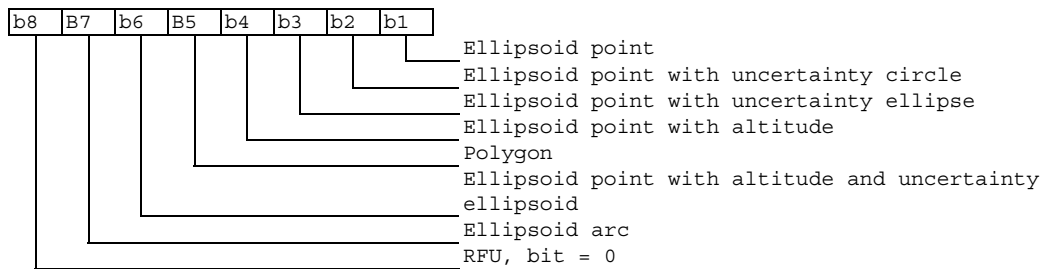 b8 B7 b6 B5 b4 b3 b2 b1
Ellipsoid point
Ellipsoid point with uncertainty circle
Ellipsoid point with uncertainty ellipse
Ellipsoid point with altitude
Polygon
Ellipsoid point with altitude and uncertainty
ellipsoid
Ellipsoid arc
RFU, bit = 0